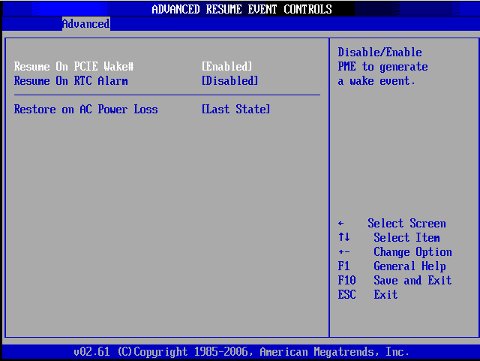 ADVANCED RESUME EVENT CONTROLS
Advanced
Resume On PCIE Wake# [Enabled]
Resume On RTC Alarm [Disabled]
Restore on AC Power Loss [Last State]
Disable/Enable
PME to generate
a wake event.
← Select Screen
↑↓ Select Item
+- Change Option
F1 General Help
F10 Save and Exit
ESC Exit
v02.61 (C)Copyright 1985-2006, American Megatrends, Inc.